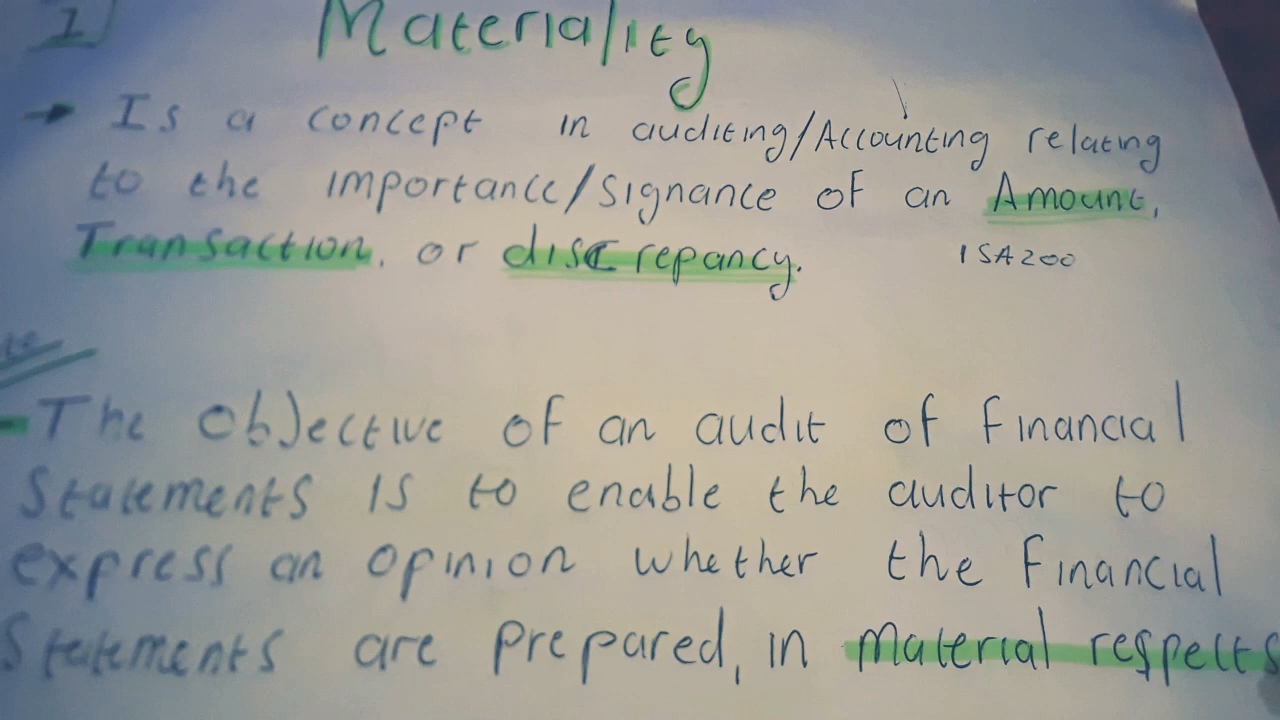 1
Materiality
→ Is a concept in auditing/Accounting relating
to the importance/Signance of an Amount,
Transaction, or discrepancy. ISA200
- The Objective of an audit of financial
Statements is to enable the auditor to
express an opinion whether the financial
Statements are prepared, in material respects